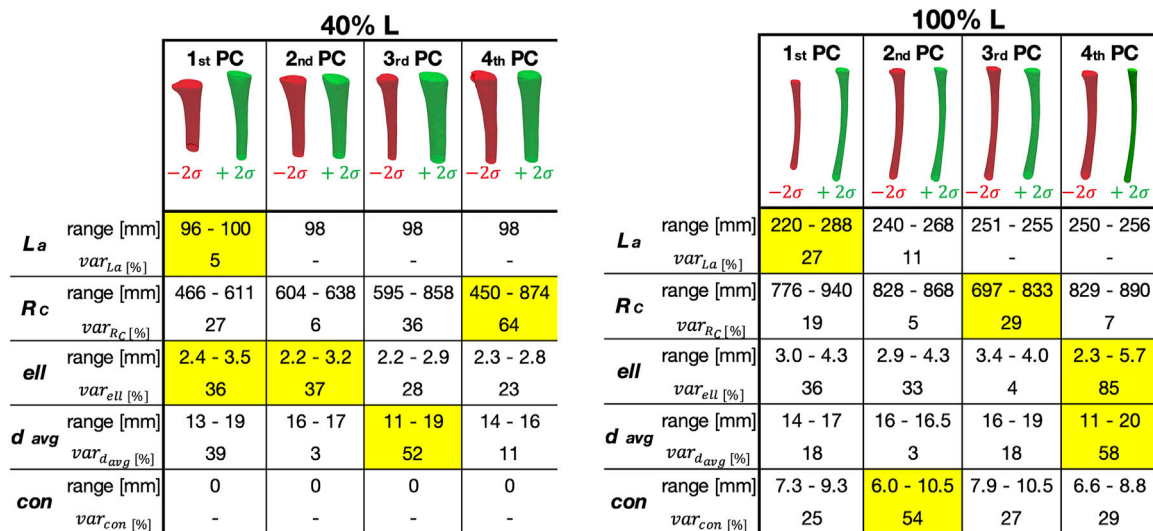 40% L
1st PC 2nd PC 3rd PC 4th PC
−2σ +2σ −2σ +2σ −2σ +2σ −2σ +2σ
La range [mm] 96 - 100 98 98 98
var_La [%] 5 - - -
Rc range [mm] 466 - 611 604 - 638 595 - 858 450 - 874
var_RC [%] 27 6 36 64
ell range [mm] 2.4 - 3.5 2.2 - 3.2 2.2 - 2.9 2.3 - 2.8
var_ell [%] 36 37 28 23
d avg range [mm] 13 - 19 16 - 17 11 - 19 14 - 16
var_davg [%] 39 3 52 11
con range [mm] 0 0 0 0
var_con [%] - - - -
100% L
1st PC 2nd PC 3rd PC 4th PC
−2σ +2σ −2σ +2σ −2σ +2σ −2σ +2σ
La range [mm] 220 - 288 240 - 268 251 - 255 250 - 256
var_La [%] 27 11 - -
Rc range [mm] 776 - 940 828 - 868 697 - 833 829 - 890
var_RC [%] 19 5 29 7
ell range [mm] 3.0 - 4.3 2.9 - 4.3 3.4 - 4.0 2.3 - 5.7
var_ell [%] 36 33 4 85
d avg range [mm] 14 - 17 16 - 16.5 16 - 19 11 - 20
var_davg [%] 18 3 18 58
con range [mm] 7.3 - 9.3 6.0 - 10.5 7.9 - 10.5 6.6 - 8.8
var_con [%] 25 54 27 29